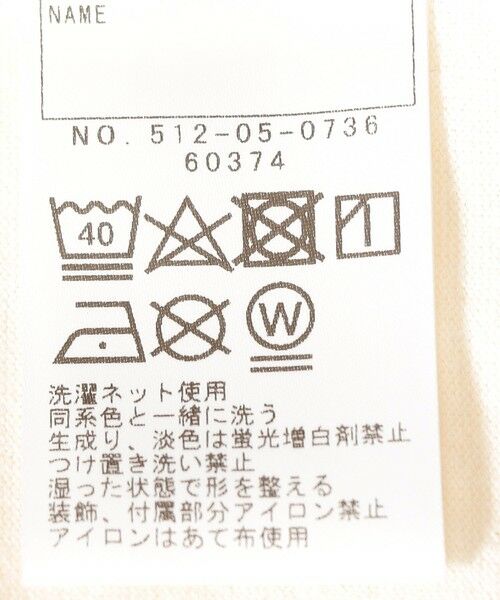 NAME
NO. 512-05-0736
60374
40
W
洗濯ネット使用
同系色と一緒に洗う
生成り、淡色は蛍光増白剤禁止
つけ置き洗い禁止
湿った状態で形を整える
装飾、付属部分アイロン禁止
アイロンはあて布使用